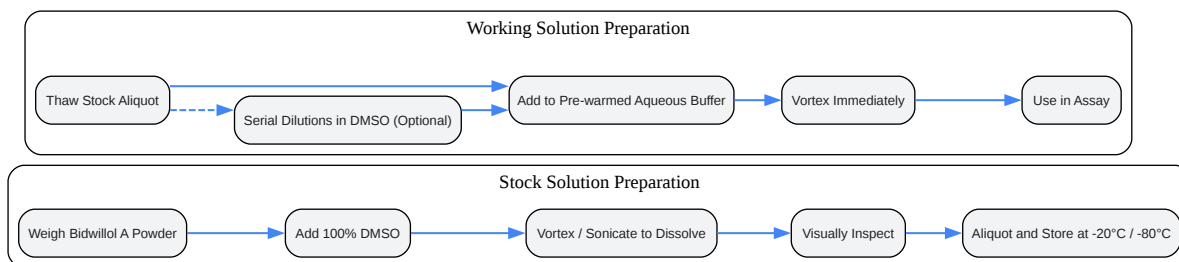 Working Solution Preparation
Thaw Stock Aliquot
Serial Dilutions in DMSO (Optional)
Add to Pre-warmed Aqueous Buffer
Vortex Immediately
Use in Assay
Stock Solution Preparation
Weigh Bidwillol A Powder
Add 100% DMSO
Vortex / Sonicate to Dissolve
Visually Inspect
Aliquot and Store at -20°C / -80°C